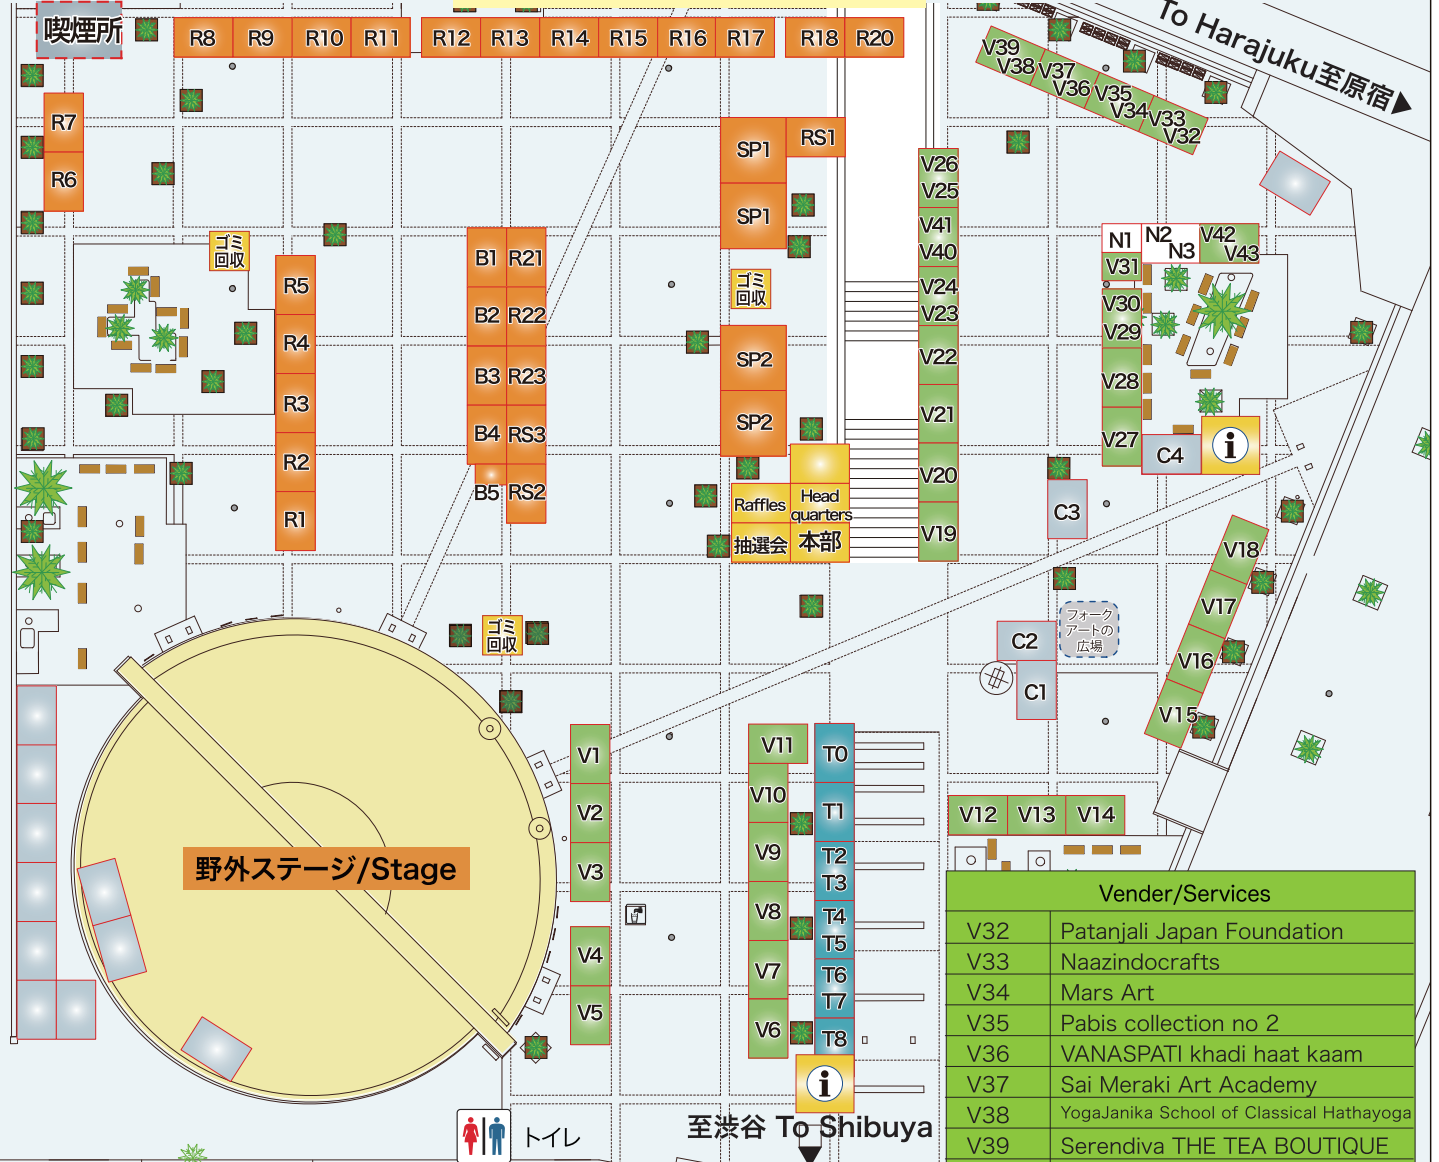 喫煙所
R8 R9 R10 R11 R12 R13 R14 R15 R16 R17 R18 R20
To Harajuku至原宿
V39
V38
V37
V36
V35
V34
V33
V32
R7
R6
SP1
RS1
SP1
V26
V25
V41
V40
V24
V23
V22
V21
V20
V19
N1
N2
N3
V42
V43
V31
V30
V29
V28
V27
C4
i
ゴミ
回収
R5
R4
R3
R2
R1
B1 R21
B2 R22
B3 R23
B4 RS3
B5 RS2
ゴミ
回収
SP2
SP2
Raffles
抽選会
Head
quarters
本部
C3
V18
V17
V16
V15
フォーク
アートの
広場
C2
C1
ゴミ
回収
野外ステージ/Stage
V1
V2
V3
V4
V5
V11
V10
V9
V8
V7
V6
T0
T1
T2
T3
T4
T5
T6
T7
T8
i
V12 V13 V14
至渋谷 To Shibuya
トイレ
Vender/Services
V32 Patanjali Japan Foundation
V33 Naazindocrafts
V34 Mars Art
V35 Pabis collection no 2
V36 VANASPATI khadi haat kaam
V37 Sai Meraki Art Academy
V38 YogaJanika School of Classical Hathayoga
V39 Serendiva THE TEA BOUTIQUE